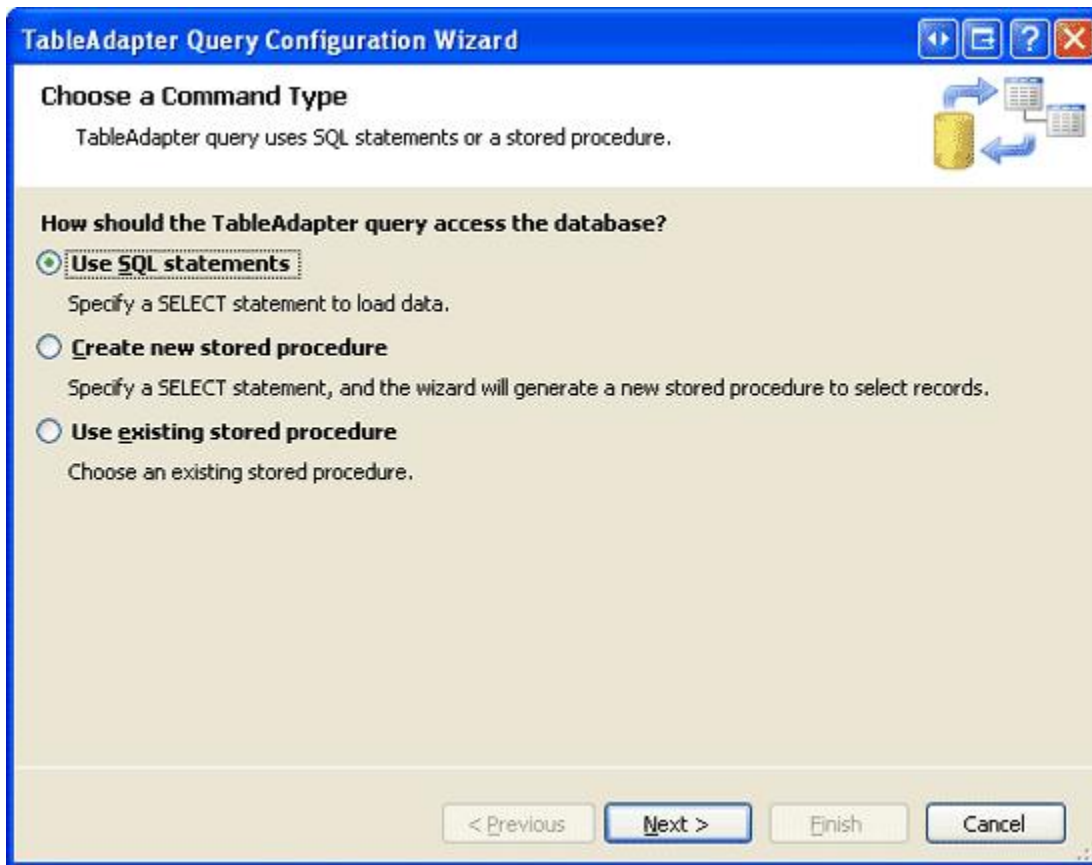 TableAdapter Query Configuration Wizard
Choose a Command Type
TableAdapter query uses SQL statements or a stored procedure.
How should the TableAdapter query access the database?
Use SQL statements
Specify a SELECT statement to load data.
Create new stored procedure
Specify a SELECT statement, and the wizard will generate a new stored procedure to select records.
Use existing stored procedure
Choose an existing stored procedure.
< Previous Next > Finish Cancel